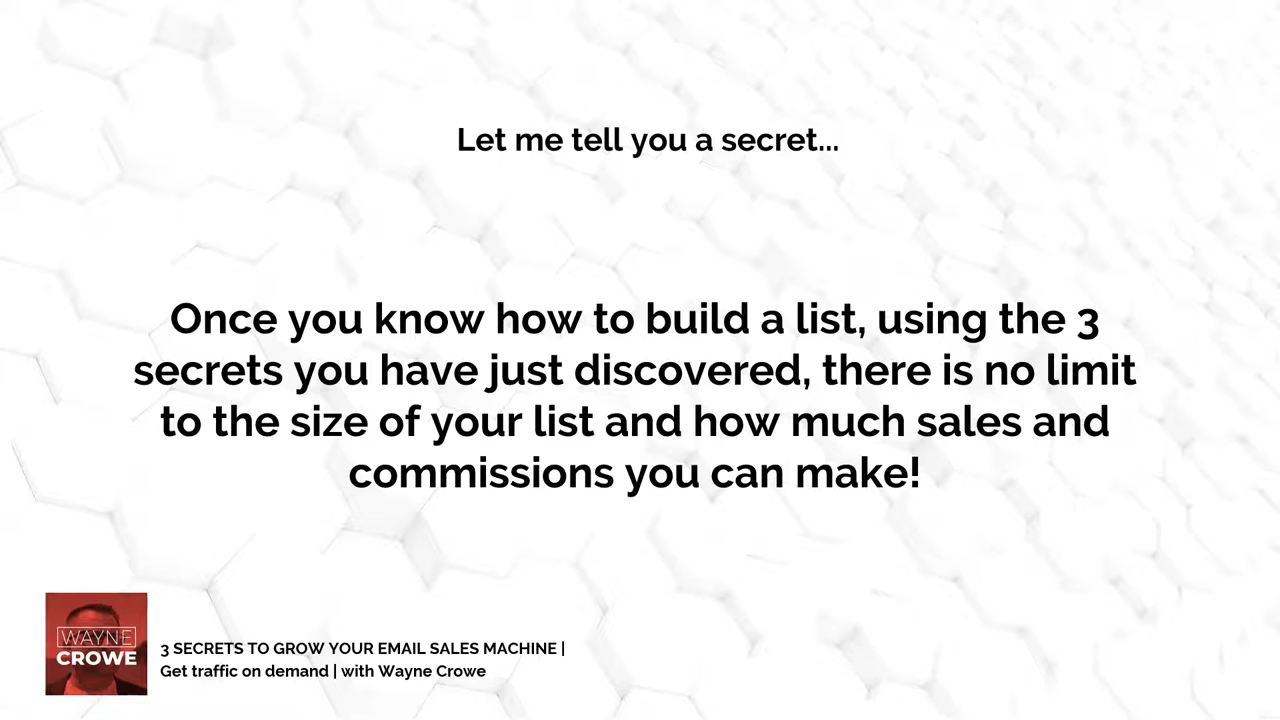 Let me tell you a secret...
Once you know how to build a list, using the 3
secrets you have just discovered, there is no limit
to the size of your list and how much sales and
commissions you can make!
WAYNE
CROWE
3 SECRETS TO GROW YOUR EMAIL SALES MACHINE |
Get traffic on demand | with Wayne Crowe